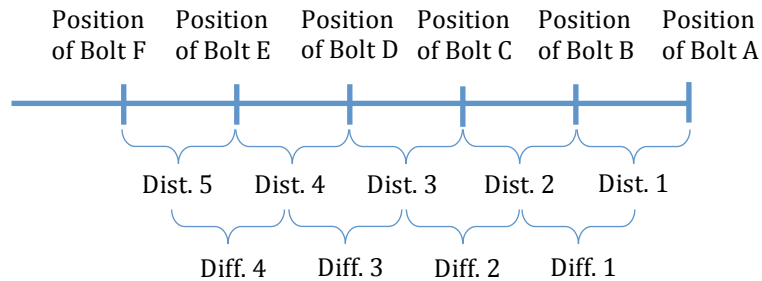 Position of Bolt F
Position of Bolt E
Position of Bolt D
Position of Bolt C
Position of Bolt B
Position of Bolt A
Dist. 5
Dist. 4
Dist. 3
Dist. 2
Dist. 1
Diff. 4
Diff. 3
Diff. 2
Diff. 1